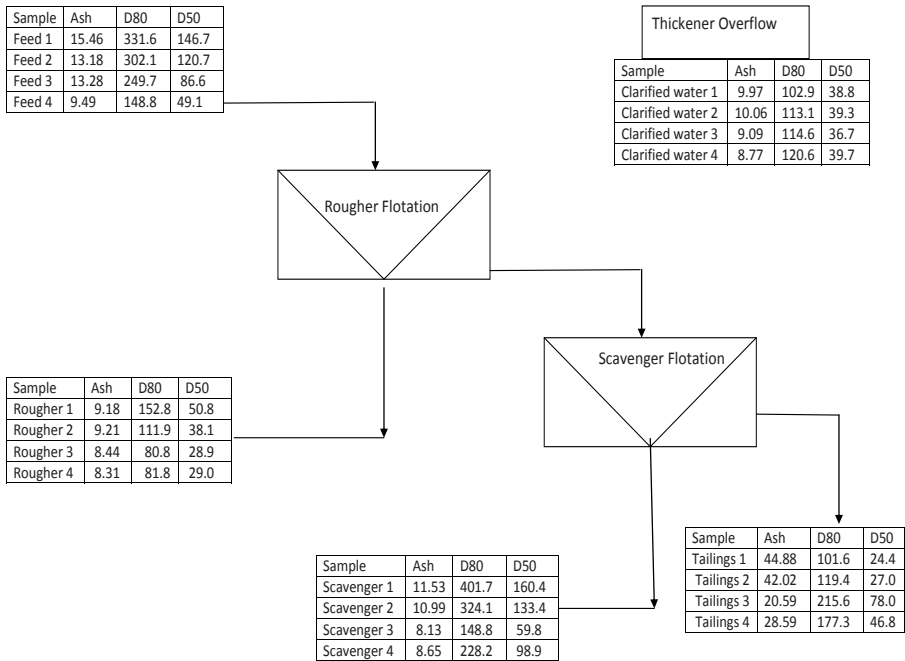 Sample Ash D80 D50
Feed 1 15.46 331.6 146.7
Feed 2 13.18 302.1 120.7
Feed 3 13.28 249.7 86.6
Feed 4 9.49 148.8 49.1
Thickener Overflow
Sample Ash D80 D50
Clarified water 1 9.97 102.9 38.8
Clarified water 2 10.06 113.1 39.3
Clarified water 3 9.09 114.6 36.7
Clarified water 4 8.77 120.6 39.7
Rougher Flotation
Scavenger Flotation
Sample Ash D80 D50
Rougher 1 9.18 152.8 50.8
Rougher 2 9.21 111.9 38.1
Rougher 3 8.44 80.8 28.9
Rougher 4 8.31 81.8 29.0
Sample Ash D80 D50
Scavenger 1 11.53 401.7 160.4
Scavenger 2 10.99 324.1 133.4
Scavenger 3 8.13 148.8 59.8
Scavenger 4 8.65 228.2 98.9
Sample Ash D80 D50
Tailings 1 44.88 101.6 24.4
Tailings 2 42.02 119.4 27.0
Tailings 3 20.59 215.6 78.0
Tailings 4 28.59 177.3 46.8